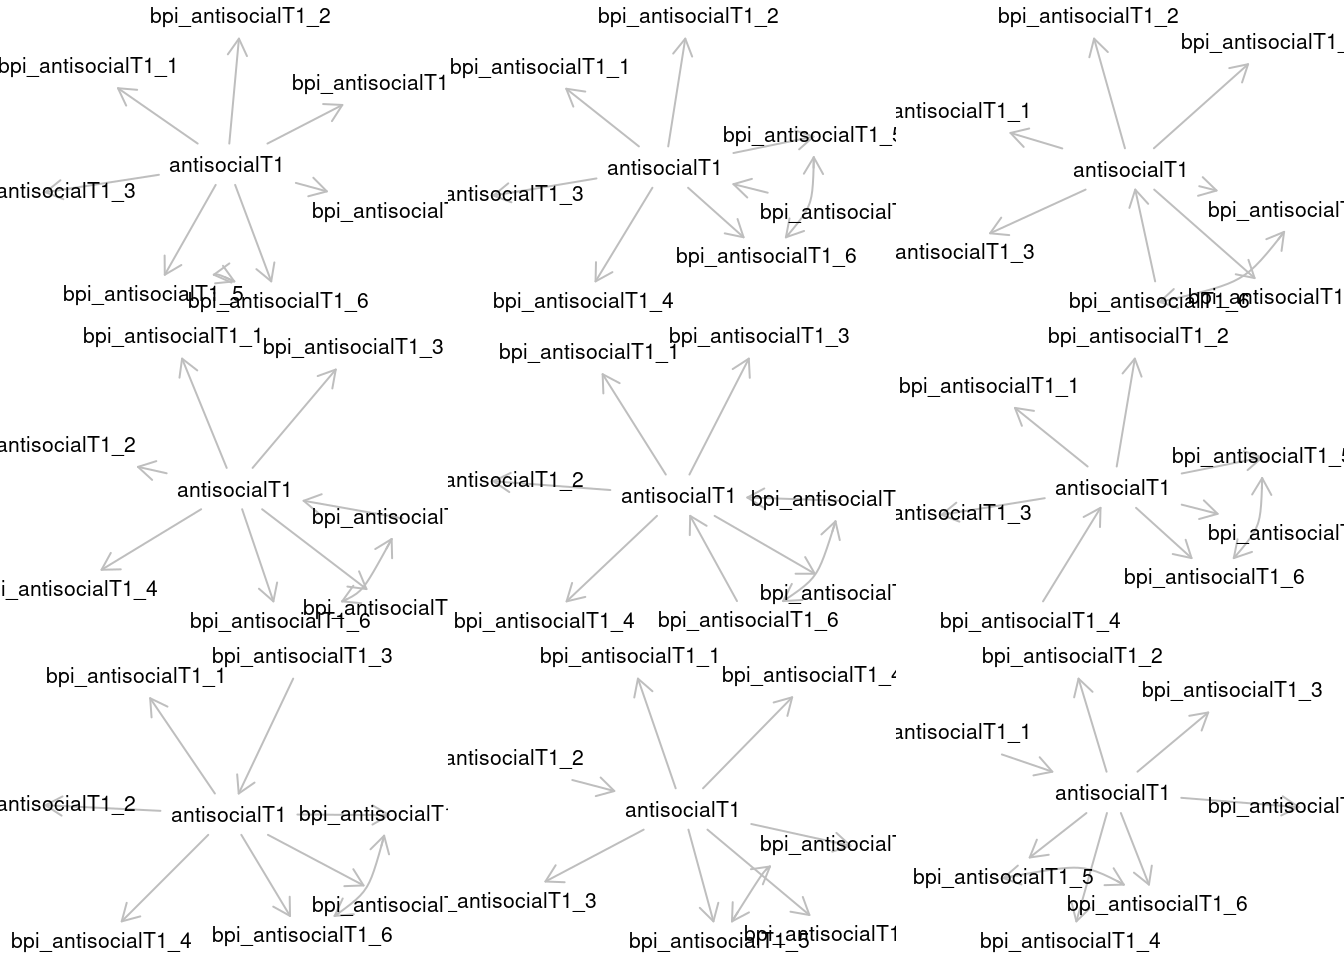 bpi_antisocialT1_2
bpi_antisocialT1_1
bpi_antisocialT1
antisocialT1
antisocialT1_3
bpi_antisocial
bpi_antisocialT1_5
bpi_antisocialT1_6
bpi_antisocialT1_2
bpi_antisocialT1_1
bpi_antisocialT1_5
antisocialT1
antisocialT1_3
bpi_antisocialT
bpi_antisocialT1_6
bpi_antisocialT1_4
bpi_antisocialT1_2
bpi_antisocialT1_
antisocialT1_1
antisocialT1
bpi_antisocialT
antisocialT1_3
bpi_antisocialT1_6
bpi_antisocialT1
bpi_antisocialT1_1
bpi_antisocialT1_3
antisocialT1_2
antisocialT1
bpi_antisocialT
i_antisocialT1_4
bpi_antisocialT
bpi_antisocialT1_6
bpi_antisocialT1_3
bpi_antisocialT1_1
antisocialT1_2
antisocialT1
bpi_antisocialT
bpi_antisocialT
bpi_antisocialT1_4
bpi_antisocialT1_6
bpi_antisocialT1_2
bpi_antisocialT1_1
bpi_antisocialT1_5
antisocialT1
antisocialT1_3
bpi_antisocialT
bpi_antisocialT1_6
bpi_antisocialT1_4
bpi_antisocialT1_3
bpi_antisocialT1_1
antisocialT1_2
antisocialT1
bpi_antisocialT
bpi_antisocialT
bpi_antisocialT1_6
bpi_antisocialT1_4
bpi_antisocialT1_1
bpi_antisocialT1_4
antisocialT1_2
antisocialT1
bpi_antisocialT
_antisocialT1_3
bpi_antisocialT1_5
bpi_antisocialT1
bpi_antisocialT1_2
bpi_antisocialT1_3
antisocialT1_1
antisocialT1
bpi_antisocialT
bpi_antisocialT1_5
bpi_antisocialT1_6
bpi_antisocialT1_4